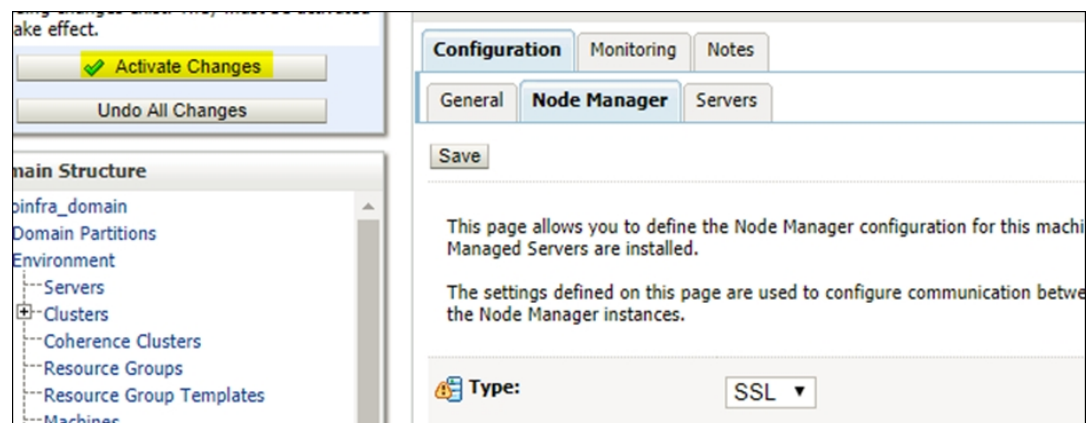 ake effect.
Activate Changes
Undo All Changes
main Structure
oinfra_domain
Domain Partitions
Environment
Servers
Clusters
Coherence Clusters
Resource Groups
Resource Group Templates
Machines
Configuration Monitoring Notes
General Node Manager Servers
Save
This page allows you to define the Node Manager configuration for this machi
Managed Servers are installed.
The settings defined on this page are used to configure communication betwe
the Node Manager instances.
Type: SSL